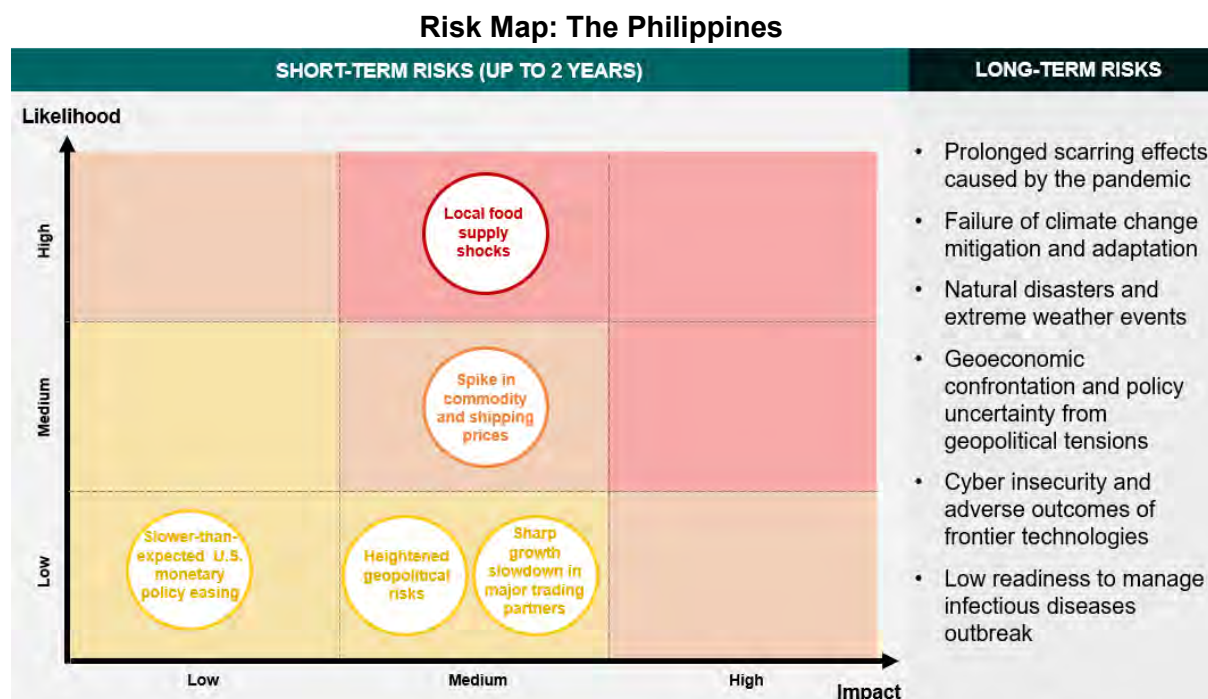 Risk Map: The Philippines
SHORT-TERM RISKS (UP TO 2 YEARS)
LONG-TERM RISKS
Likelihood
High
Medium
Low
Local food
supply
shocks
Spike in
commodity
and shipping
prices
Slower-than-
expected U.S.
monetary
policy easing
Heightened
geopolitical
risks
Sharp
growth
slowdown in
major trading
partners
Low
Medium
High
Impact
• Prolonged scarring effects
caused by the pandemic
• Failure of climate change
mitigation and adaptation
• Natural disasters and
extreme weather events
• Geoeconomic
confrontation and policy
uncertainty from
geopolitical tensions
• Cyber insecurity and
adverse outcomes of
frontier technologies
• Low readiness to manage
infectious diseases
outbreak